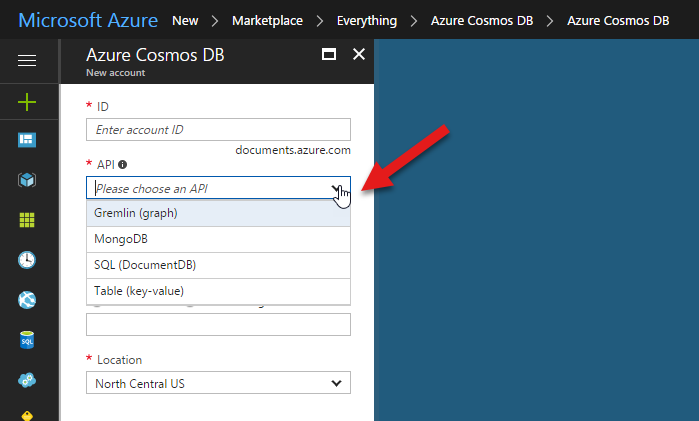 Microsoft Azure New > Marketplace > Everything > Azure Cosmos DB > Azure Cosmos DB
Azure Cosmos DB
New account
* ID
Enter account ID
documents.azure.com
* API
Please choose an API
Gremlin (graph)
MongoDB
SQL (DocumentDB)
Table (key-value)
* Location
North Central US
SQL